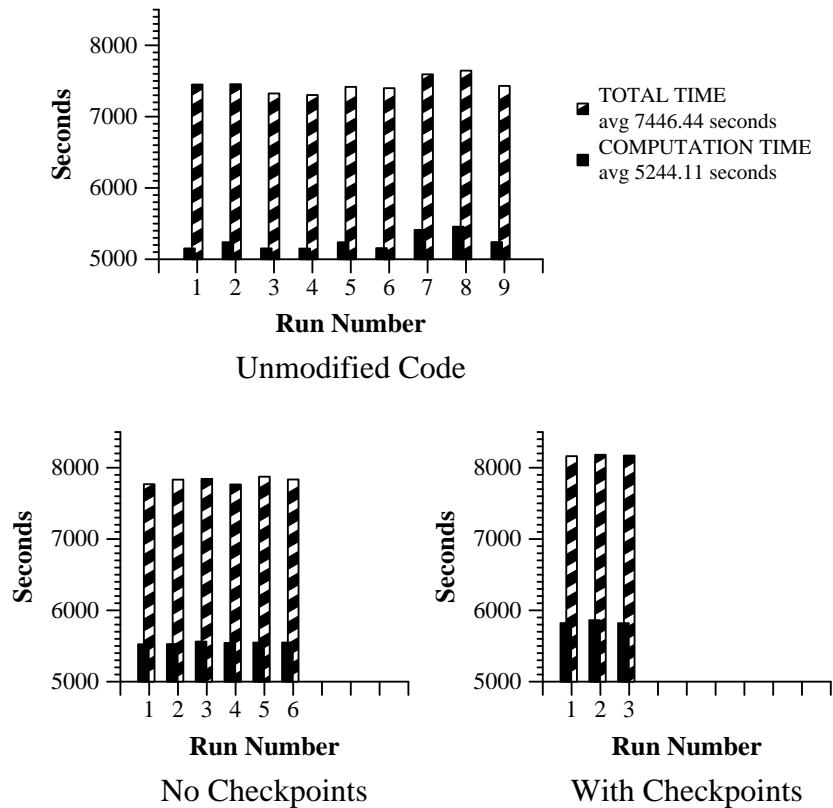 8000
7000
6000
5000
Seconds
1 2 3 4 5 6 7 8 9
Run Number
Unmodified Code
TOTAL TIME
avg 7446.44 seconds
COMPUTATION TIME
avg 5244.11 seconds
8000
7000
6000
5000
Seconds
1 2 3 4 5 6
Run Number
No Checkpoints
8000
7000
6000
5000
Seconds
1 2 3
Run Number
With Checkpoints